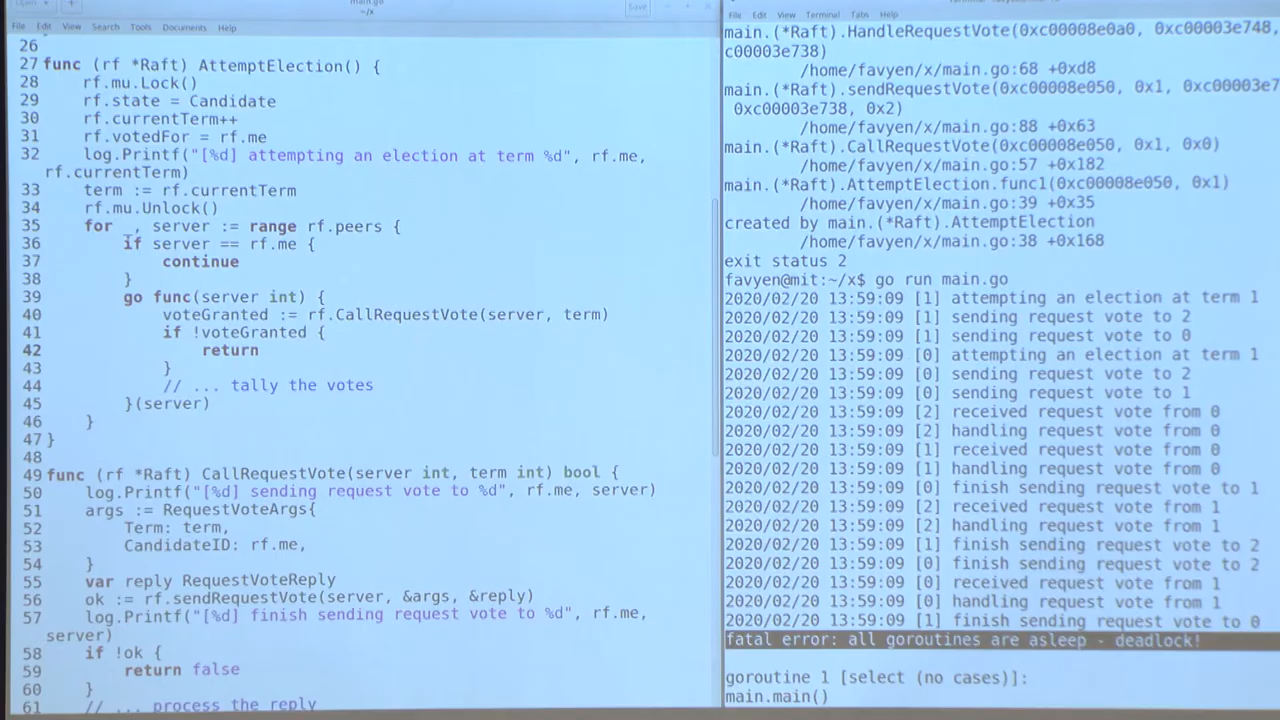 Open
main.go
~/x
Save
File Edit View Search Tools Documents Help
26
27 func (rf *Raft) AttemptElection() {
28 rf.mu.Lock()
29 rf.state = Candidate
30 rf.currentTerm++
31 rf.votedFor = rf.me
32 log.Printf("[%d] attempting an election at term %d", rf.me,
rf.currentTerm)
33 term := rf.currentTerm
34 rf.mu.Unlock()
35 for _, server := range rf.peers {
36 if server == rf.me {
37 continue
38 }
39 go func(server int) {
40 voteGranted := rf.CallRequestVote(server, term)
41 if !voteGranted {
42 return
43 }
44 // ... tally the votes
45 }(server)
46 }
47 }
48
49 func (rf *Raft) CallRequestVote(server int, term int) bool {
50 log.Printf("[%d] sending request vote to %d", rf.me, server)
51 args := RequestVoteArgs{
52 Term: term,
53 CandidateID: rf.me,
54 }
55 var reply RequestVoteReply
56 ok := rf.sendRequestVote(server, &args, &reply)
57 log.Printf("[%d] finish sending request vote to %d", rf.me,
server)
58 if !ok {
59 return false
60 }
61 // ... process the reply
File Edit View Terminal Tabs Help
main.(*Raft).HandleRequestVote(0xc00008e0a0, 0xc00003e748,
c00003e738)
/home/favyen/x/main.go:68 +0xd8
main.(*Raft).sendRequestVote(0xc00008e050, 0x1, 0xc00003e7
0xc00003e738, 0x2)
/home/favyen/x/main.go:88 +0x63
main.(*Raft).CallRequestVote(0xc00008e050, 0x1, 0x0)
/home/favyen/x/main.go:57 +0x182
main.(*Raft).AttemptElection.func1(0xc00008e050, 0x1)
/home/favyen/x/main.go:39 +0x35
created by main.(*Raft).AttemptElection
/home/favyen/x/main.go:38 +0x168
exit status 2
favyen@mit:~/x$ go run main.go
2020/02/20 13:59:09 [1] attempting an election at term 1
2020/02/20 13:59:09 [1] sending request vote to 2
2020/02/20 13:59:09 [1] sending request vote to 0
2020/02/20 13:59:09 [0] attempting an election at term 1
2020/02/20 13:59:09 [0] sending request vote to 2
2020/02/20 13:59:09 [0] sending request vote to 1
2020/02/20 13:59:09 [2] received request vote from 0
2020/02/20 13:59:09 [2] handling request vote from 0
2020/02/20 13:59:09 [1] received request vote from 0
2020/02/20 13:59:09 [1] handling request vote from 0
2020/02/20 13:59:09 [0] finish sending request vote to 1
2020/02/20 13:59:09 [2] received request vote from 1
2020/02/20 13:59:09 [2] handling request vote from 1
2020/02/20 13:59:09 [1] finish sending request vote to 2
2020/02/20 13:59:09 [0] finish sending request vote to 2
2020/02/20 13:59:09 [0] received request vote from 1
2020/02/20 13:59:09 [0] handling request vote from 1
2020/02/20 13:59:09 [1] finish sending request vote to 0
fatal error: all goroutines are asleep - deadlock!
goroutine 1 [select (no cases)]:
main.main()